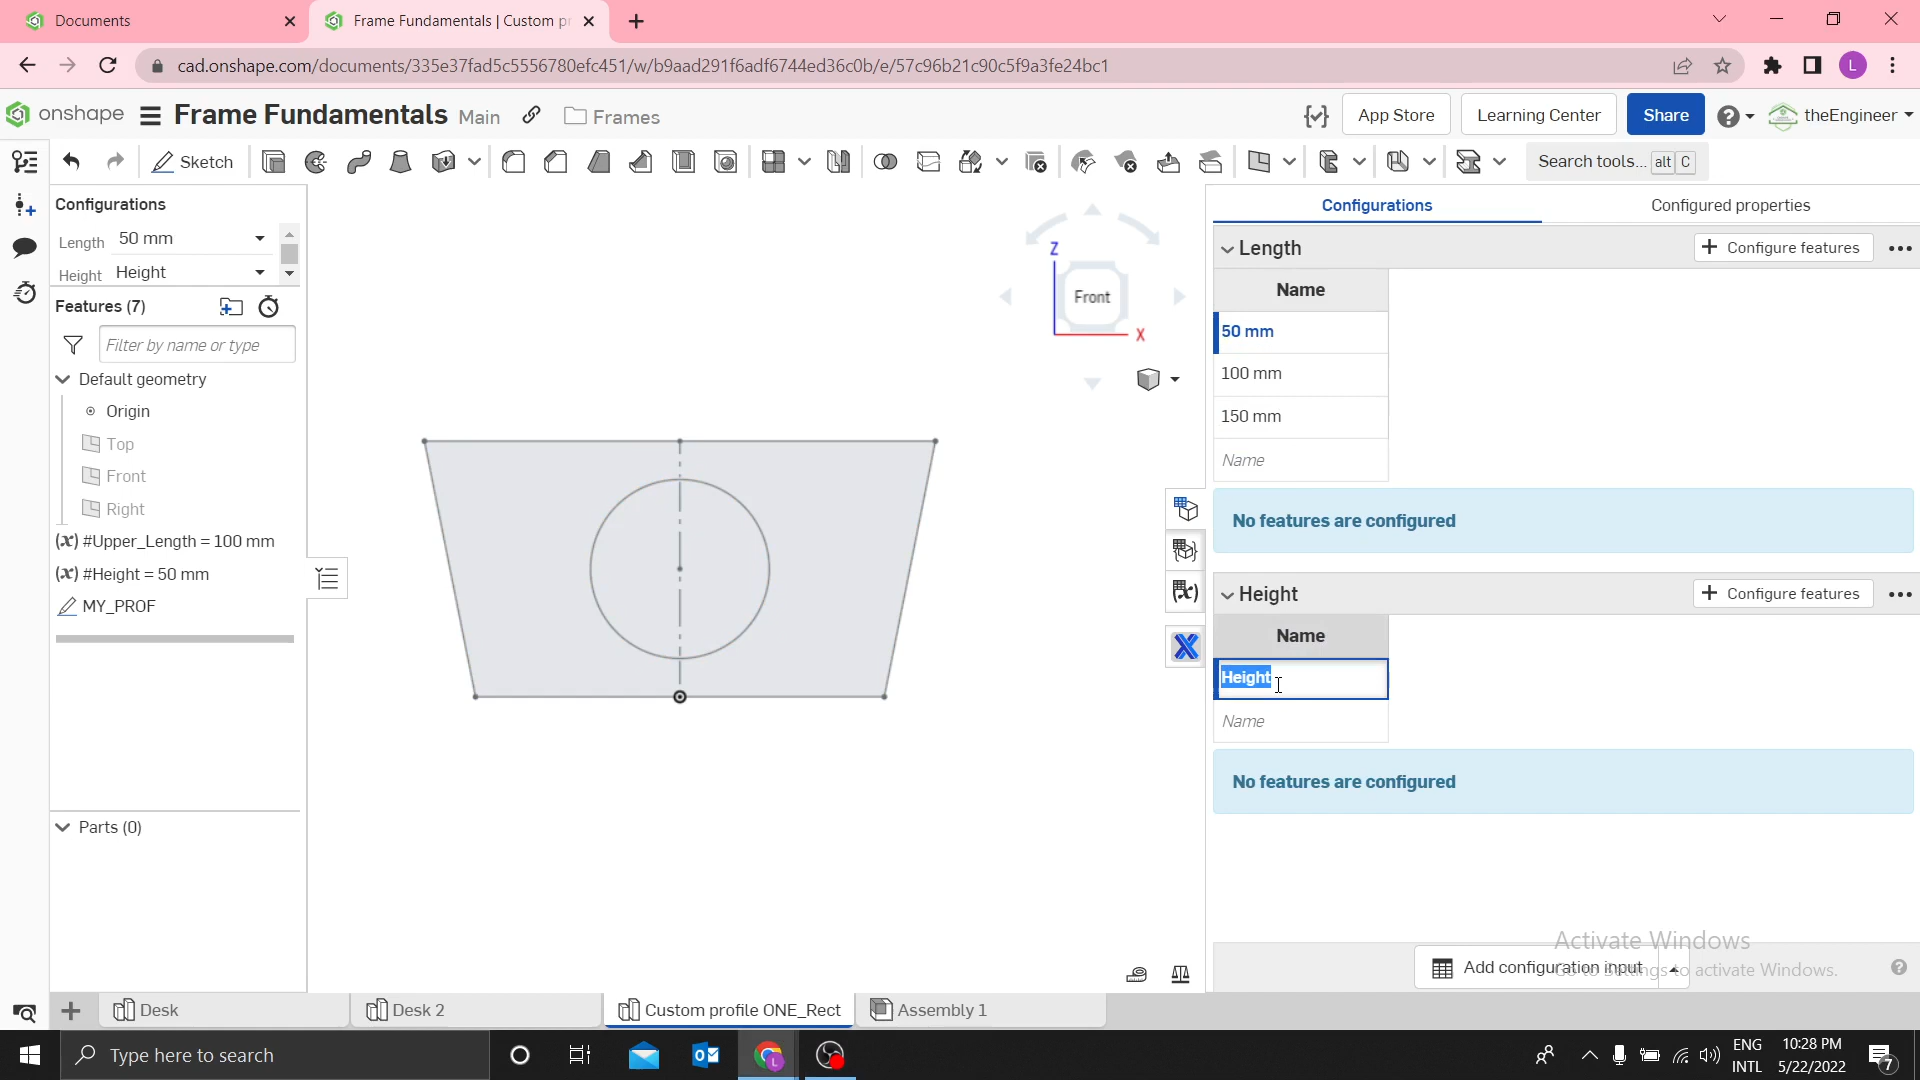 Documents
Frame Fundamentals | Custom pr
cad.onshape.com/documents/335e37fad5c5556780efc451/w/b9aad291f6adf6744ed36c0b/e/57c96b21c90c5f9a3fe24bc1
L
onshape Frame Fundamentals Main Frames
App Store Learning Center Share theEngineer
Sketch
Search tools... alt C
Configurations
Length 50 mm
Height Height
Features (7)
Filter by name or type
Default geometry
Origin
Top
Front
Right
(x) #Upper_Length = 100 mm
(x) #Height = 50 mm
MY_PROF
Parts (0)
Z
Front
X
Configurations Configured properties
Length + Configure features
Name
50 mm
100 mm
150 mm
Name
No features are configured
Height + Configure features
Name
Height
Name
No features are configured
Activate Windows
Go to Settings to activate Windows.
Add configuration input
Desk
Desk 2
Custom profile ONE_Rect
Assembly 1
Type here to search
L
ENG
INTL
10:28 PM
5/22/2022
7